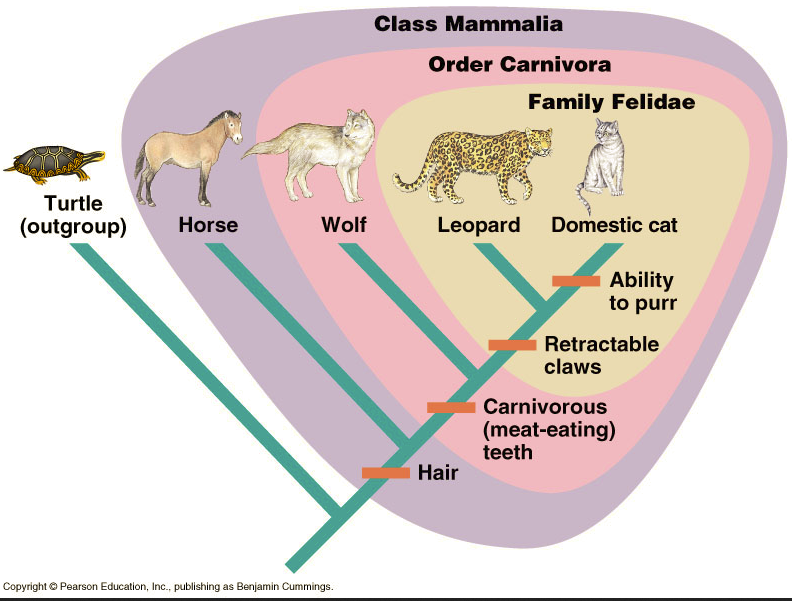 Class Mammalia
Order Carnivora
Family Felidae
Turtle
(outgroup)
Horse
Wolf
Leopard
Domestic cat
Ability
to purr
Retractable
claws
Carnivorous
(meat-eating)
teeth
Hair
Copyright © Pearson Education, Inc., publishing as Benjamin Cummings.